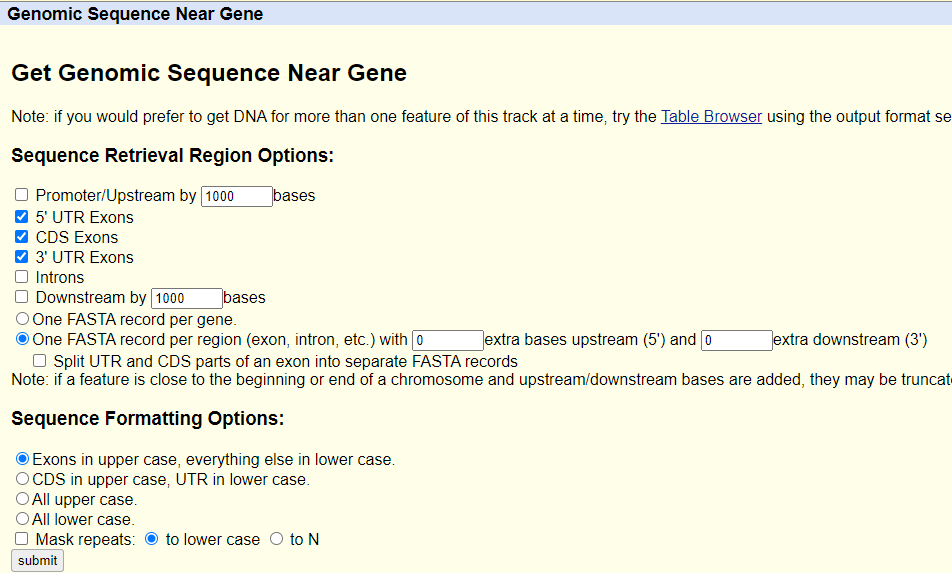 Genomic Sequence Near Gene
Get Genomic Sequence Near Gene
Note: if you would prefer to get DNA for more than one feature of this track at a time, try the Table Browser using the output format se
Sequence Retrieval Region Options:
Promoter/Upstream by 1000 bases
5' UTR Exons
CDS Exons
3' UTR Exons
Introns
Downstream by 1000 bases
One FASTA record per gene.
One FASTA record per region (exon, intron, etc.) with 0 extra bases upstream (5') and 0 extra downstream (3')
Split UTR and CDS parts of an exon into separate FASTA records
Note: if a feature is close to the beginning or end of a chromosome and upstream/downstream bases are added, they may be truncat
Sequence Formatting Options:
Exons in upper case, everything else in lower case.
CDS in upper case, UTR in lower case.
All upper case.
All lower case.
Mask repeats: to lower case to N
submit